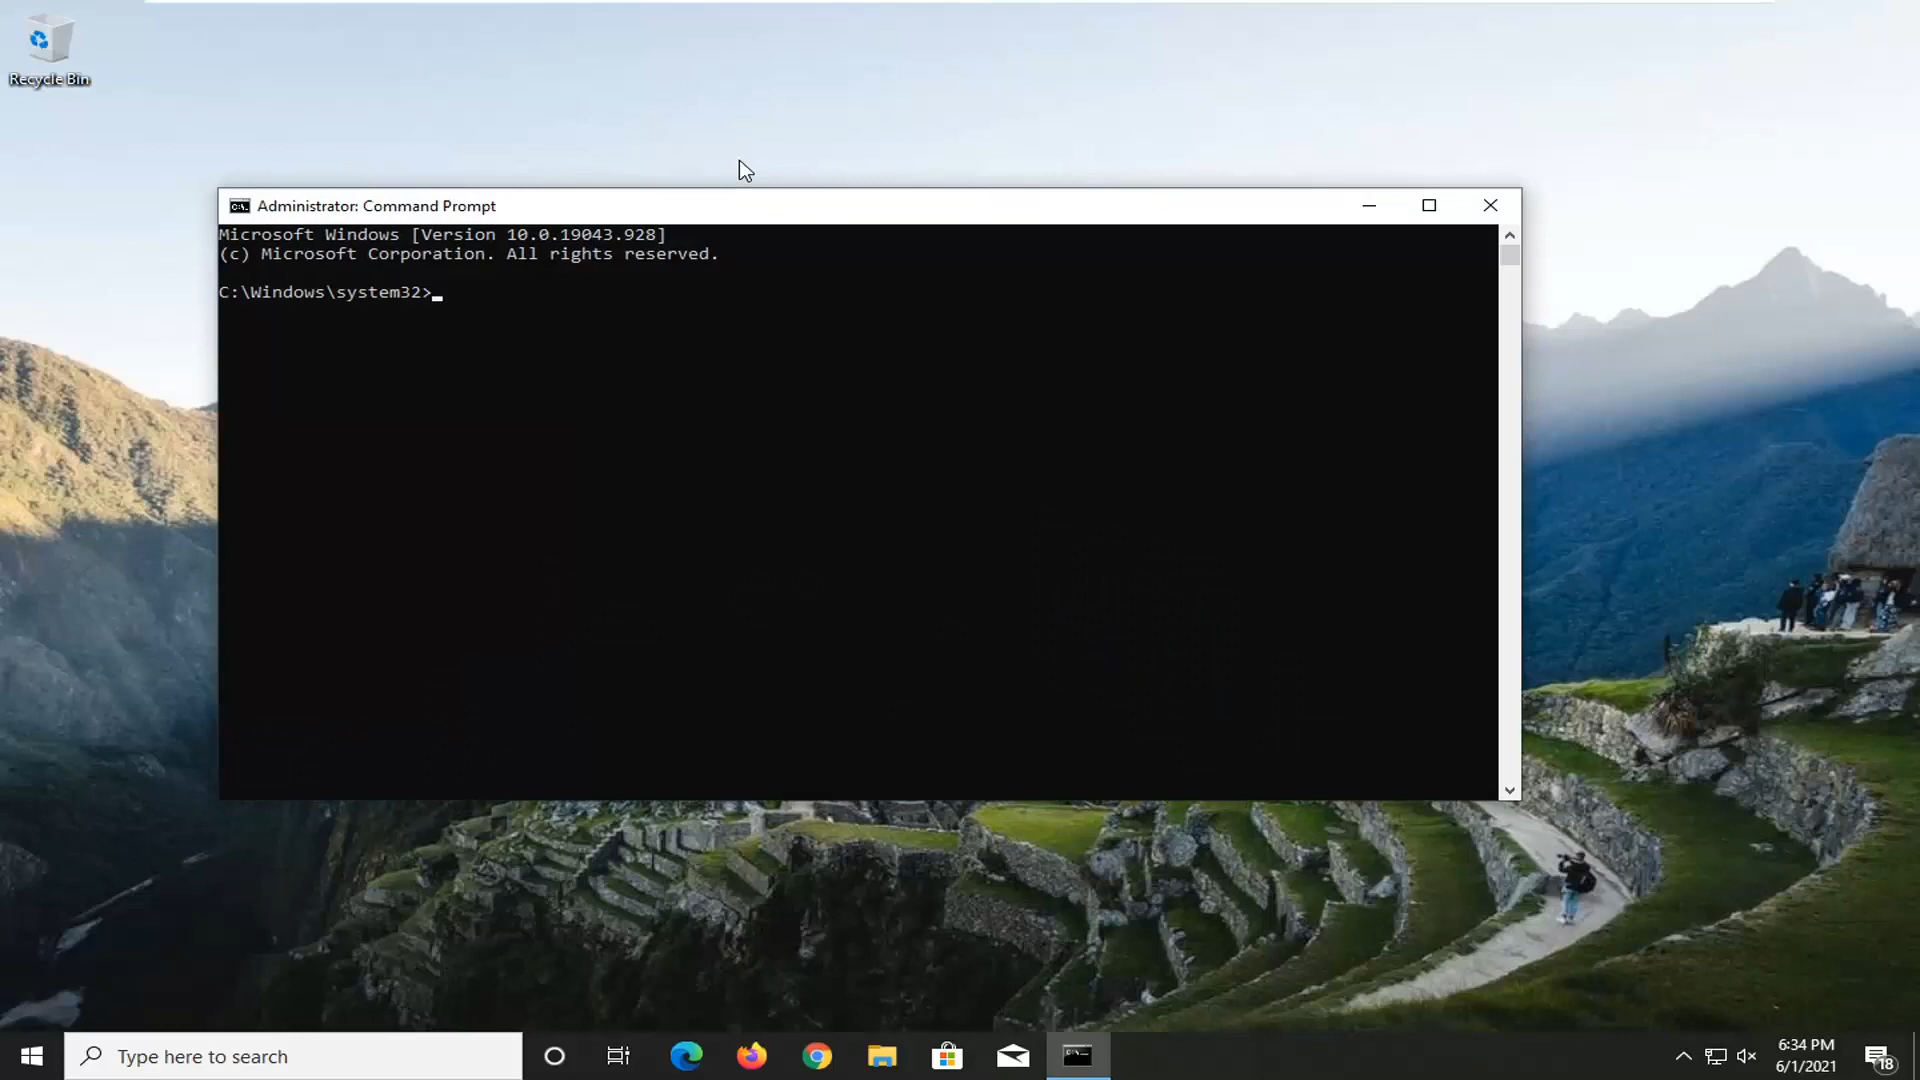 Recycle Bin
Administrator: Command Prompt
Microsoft Windows [Version 10.0.19043.928]
(c) Microsoft Corporation. All rights reserved.
C:\Windows\system32>
Type here to search
6:34 PM
6/1/2021
18